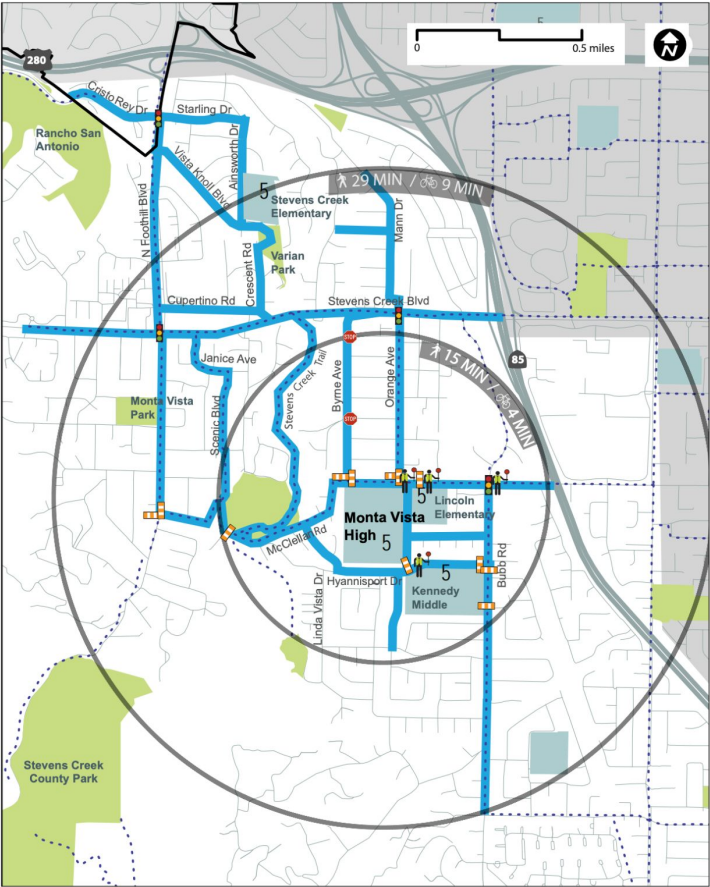 5
0
0.5 miles
N
280
Cristo Rey Dr
Starling Dr
Rancho San
Antonio
Vista Knoll Blvd
Ainsworth Dr
5
Stevens Creek
Elementary
29 MIN / 9 MIN
Mann Dr
N Foothill Blvd
Crescent Rd
Varian
Park
Cupertino Rd
Stevens Creek Blvd
STOP
Janice Ave
Stevens Creek Trail
Byrne Ave
Orange Ave
15 MIN / 4 MIN
85
Monta Vista
Park
Scenic Blvd
STOP
5
Lincoln
Elementary
Monta Vista
High
5
McClellan Rd
Bubb Rd
Hyannisport Dr
5
Kennedy
Middle
Linda Vista Dr
Stevens Creek
County Park